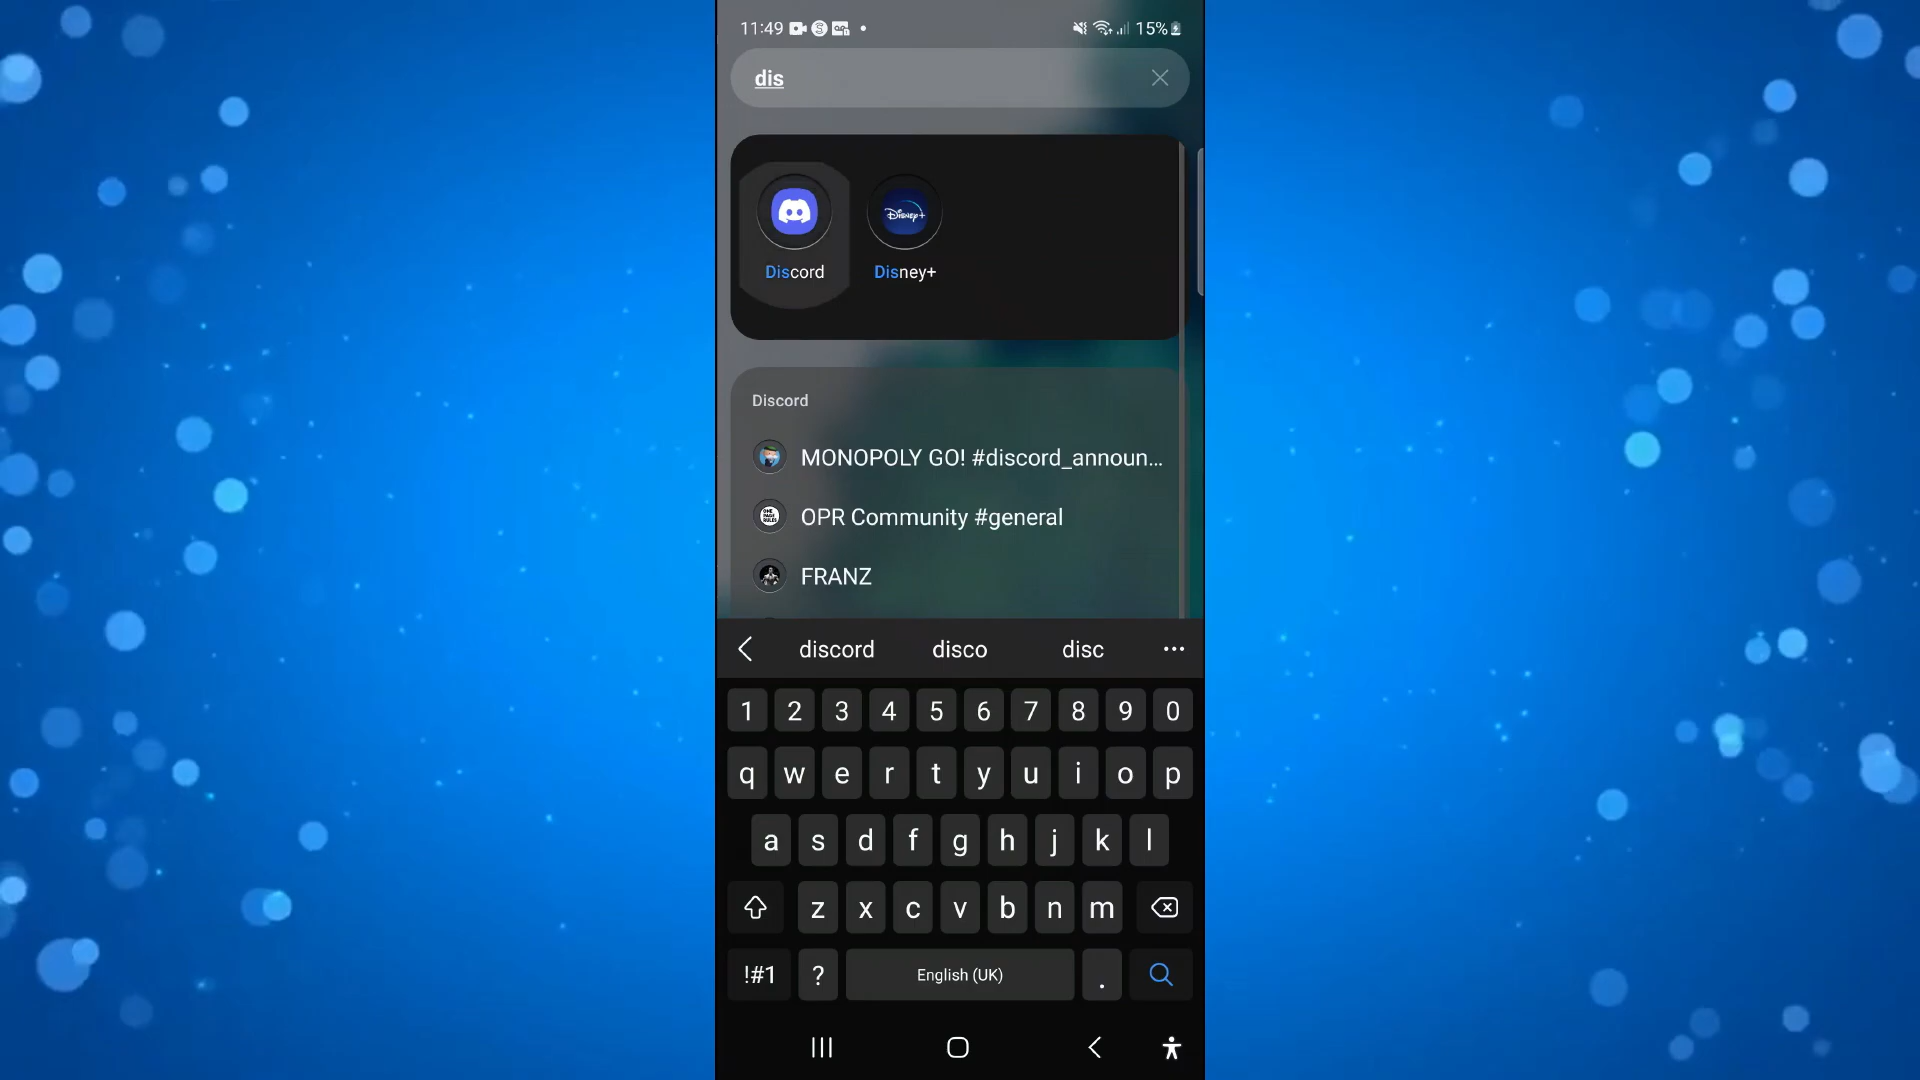 11:49 15%
dis
Disney+
Discord Disney+
Discord
MONOPOLY GO! #discord_announ...
OPR Community #general
FRANZ
discord disco disc
1 2 3 4 5 6 7 8 9 0
q w e r t y u i o p
a s d f g h j k l
z x c v b n m
!#1 ? English (UK) .